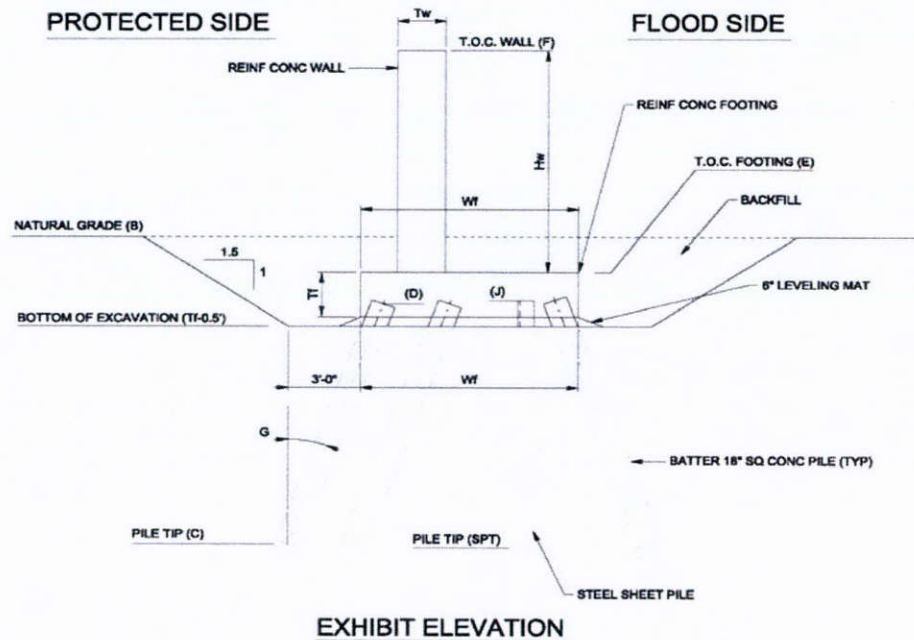 PROTECTED SIDE
Tw
FLOOD SIDE
T.O.C. WALL (F)
REINF CONC WALL
REINF CONC FOOTING
Hw
T.O.C. FOOTING (E)
Wf
BACKFILL
NATURAL GRADE (B)
1.5
1
Tf
(D)
(J)
6" LEVELING MAT
BOTTOM OF EXCAVATION (Tf-0.5')
3'-0"
Wf
G
BATTER 18" SQ CONC PILE (TYP)
PILE TIP (C)
PILE TIP (SPT)
STEEL SHEET PILE
EXHIBIT ELEVATION